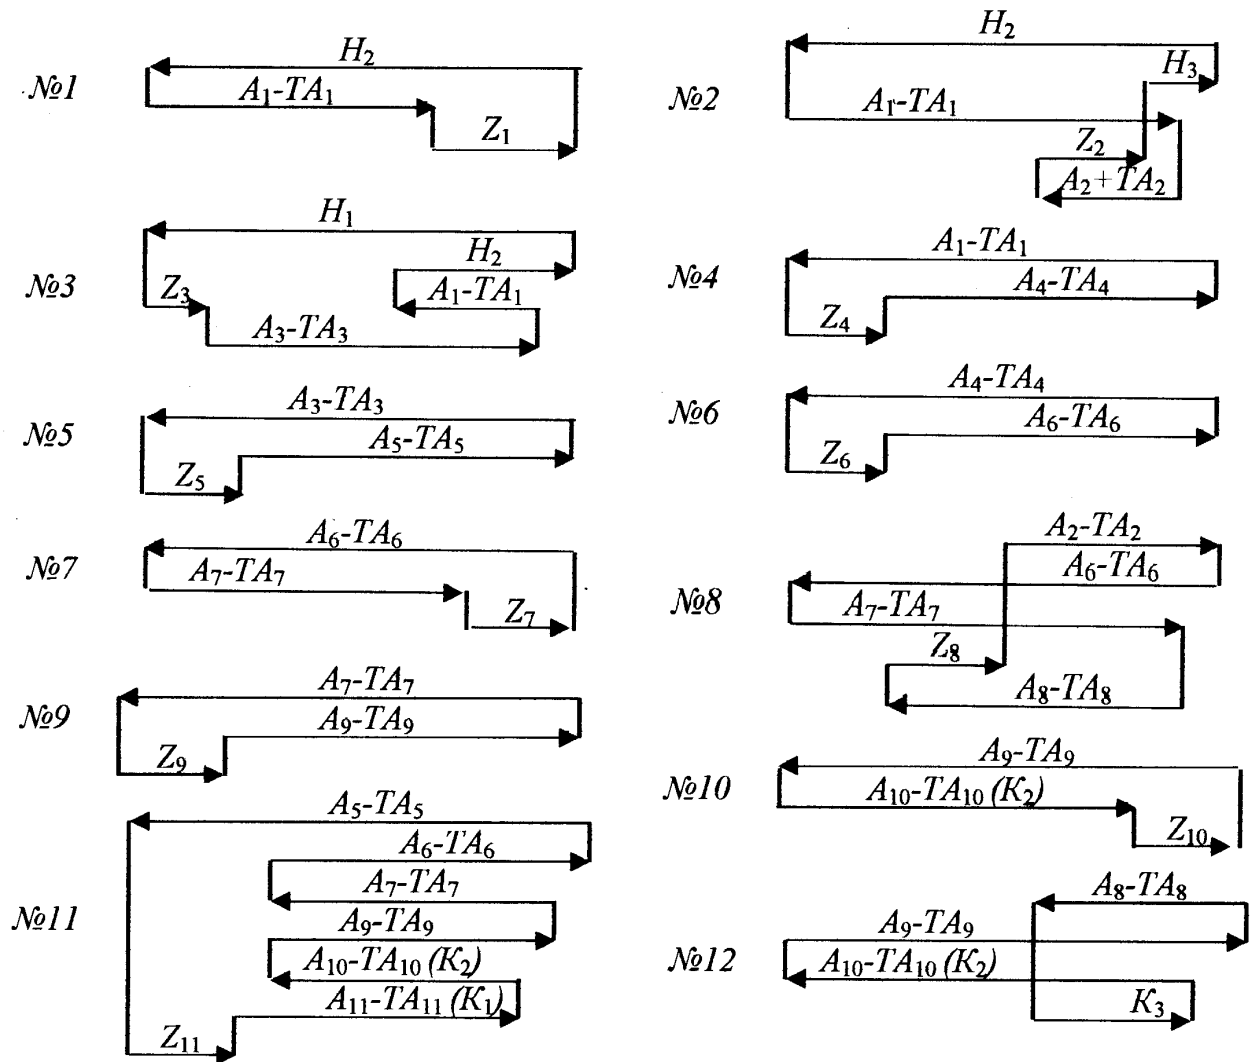 №1
H₂
A₁-TA₁
Z₁
№2
H₂
H₃
A₁-TA₁
Z₂
A₂+TA₂
№3
H₁
H₂
Z₃
A₁-TA₁
A₃-TA₃
№4
A₁-TA₁
A₄-TA₄
Z₄
№5
A₃-TA₃
A₅-TA₅
Z₅
№6
A₄-TA₄
A₆-TA₆
Z₆
№7
A₆-TA₆
A₇-TA₇
Z₇
№8
A₂-TA₂
A₆-TA₆
A₇-TA₇
Z₈
A₈-TA₈
№9
A₇-TA₇
A₉-TA₉
Z₉
№10
A₉-TA₉
A₁₀-TA₁₀ (K₂)
Z₁₀
№11
A₅-TA₅
A₆-TA₆
A₇-TA₇
A₉-TA₉
A₁₀-TA₁₀ (K₂)
A₁₁-TA₁₁ (K₁)
Z₁₁
№12
A₈-TA₈
A₉-TA₉
A₁₀-TA₁₀ (K₂)
K₃